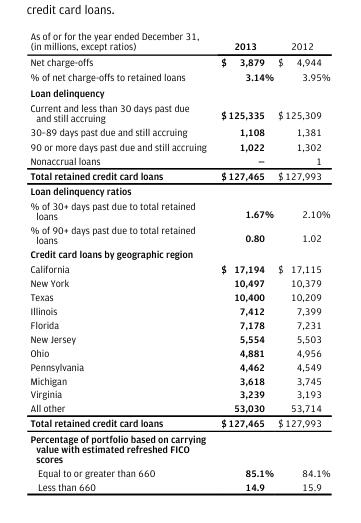 credit card loans.
As of or for the year ended December 31,
(in millions, except ratios) 2013 2012
Net charge-offs $ 3,879 $ 4,944
% of net charge-offs to retained loans 3.14% 3.95%
Loan delinquency
Current and less than 30 days past due
and still accruing $ 125,335 $ 125,309
30–89 days past due and still accruing 1,108 1,381
90 or more days past due and still accruing 1,022 1,302
Nonaccrual loans — 1
Total retained credit card loans $ 127,465 $ 127,993
Loan delinquency ratios
% of 30+ days past due to total retained
loans 1.67% 2.10%
% of 90+ days past due to total retained
loans 0.80 1.02
Credit card loans by geographic region
California $ 17,194 $ 17,115
New York 10,497 10,379
Texas 10,400 10,209
Illinois 7,412 7,399
Florida 7,178 7,231
New Jersey 5,554 5,503
Ohio 4,881 4,956
Pennsylvania 4,462 4,549
Michigan 3,618 3,745
Virginia 3,239 3,193
All other 53,030 53,714
Total retained credit card loans $ 127,465 $ 127,993
Percentage of portfolio based on carrying
value with estimated refreshed FICO
scores
Equal to or greater than 660 85.1% 84.1%
Less than 660 14.9 15.9